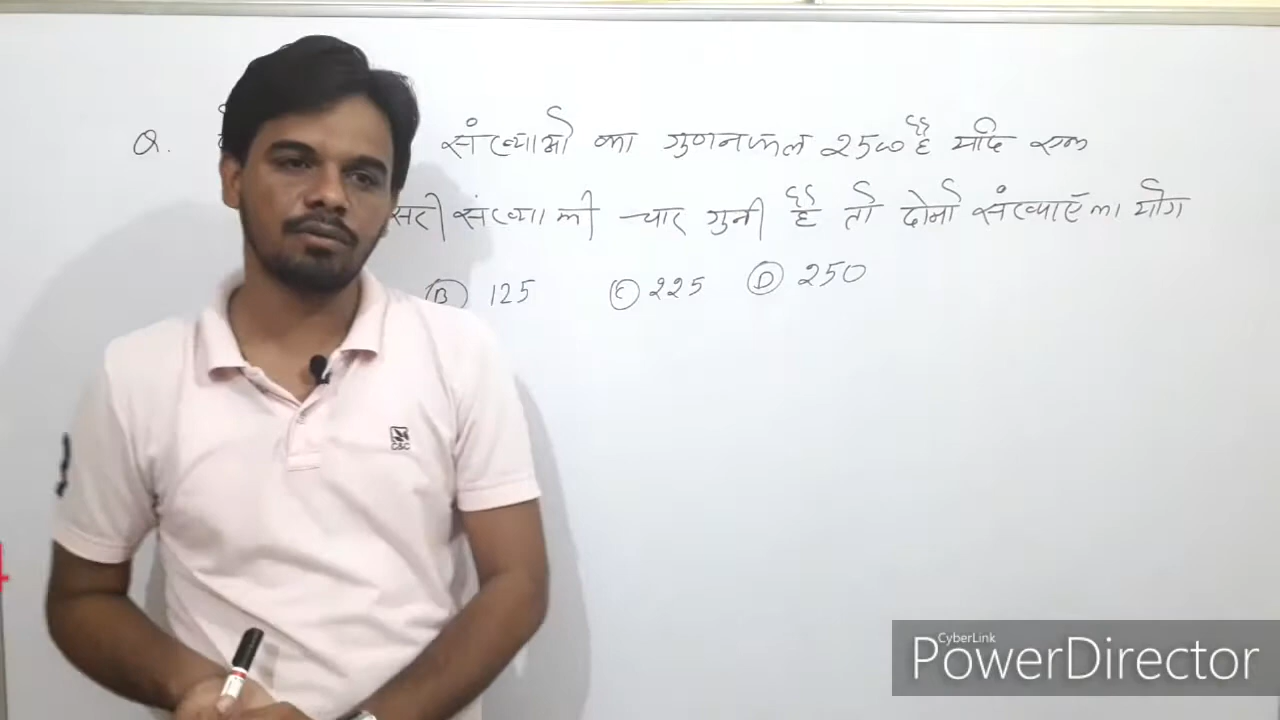 Q. संख्याओ का गुणनफल 2500 है यदि एक
सरी संख्या की चार गुनी है तो दोनो संख्याएँ का योग
B 125 C 225 D 250
C&C
CyberLink
PowerDirector